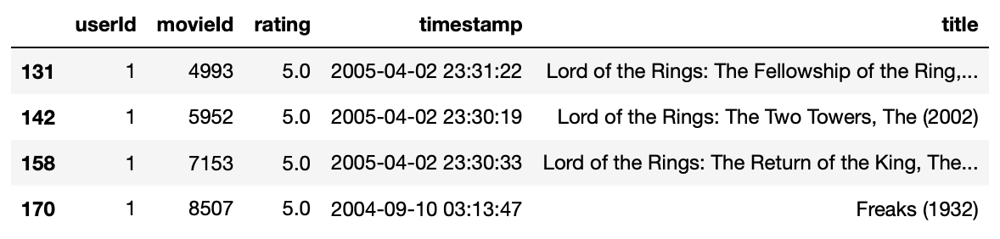 userId movieId rating timestamp title
131 1 4993 5.0 2005-04-02 23:31:22 Lord of the Rings: The Fellowship of the Ring,...
142 1 5952 5.0 2005-04-02 23:30:19 Lord of the Rings: The Two Towers, The (2002)
158 1 7153 5.0 2005-04-02 23:30:33 Lord of the Rings: The Return of the King, The...
170 1 8507 5.0 2004-09-10 03:13:47 Freaks (1932)